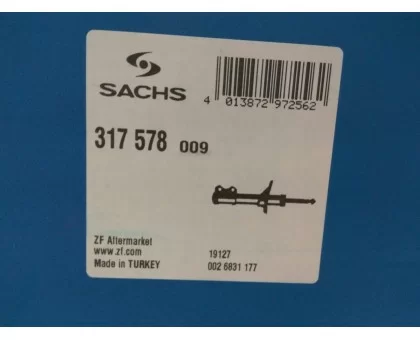 SACHS
4 013872 972562
317 578 009
ZF Aftermarket
www.zf.com
Made in TURKEY
19127
002 6831 177